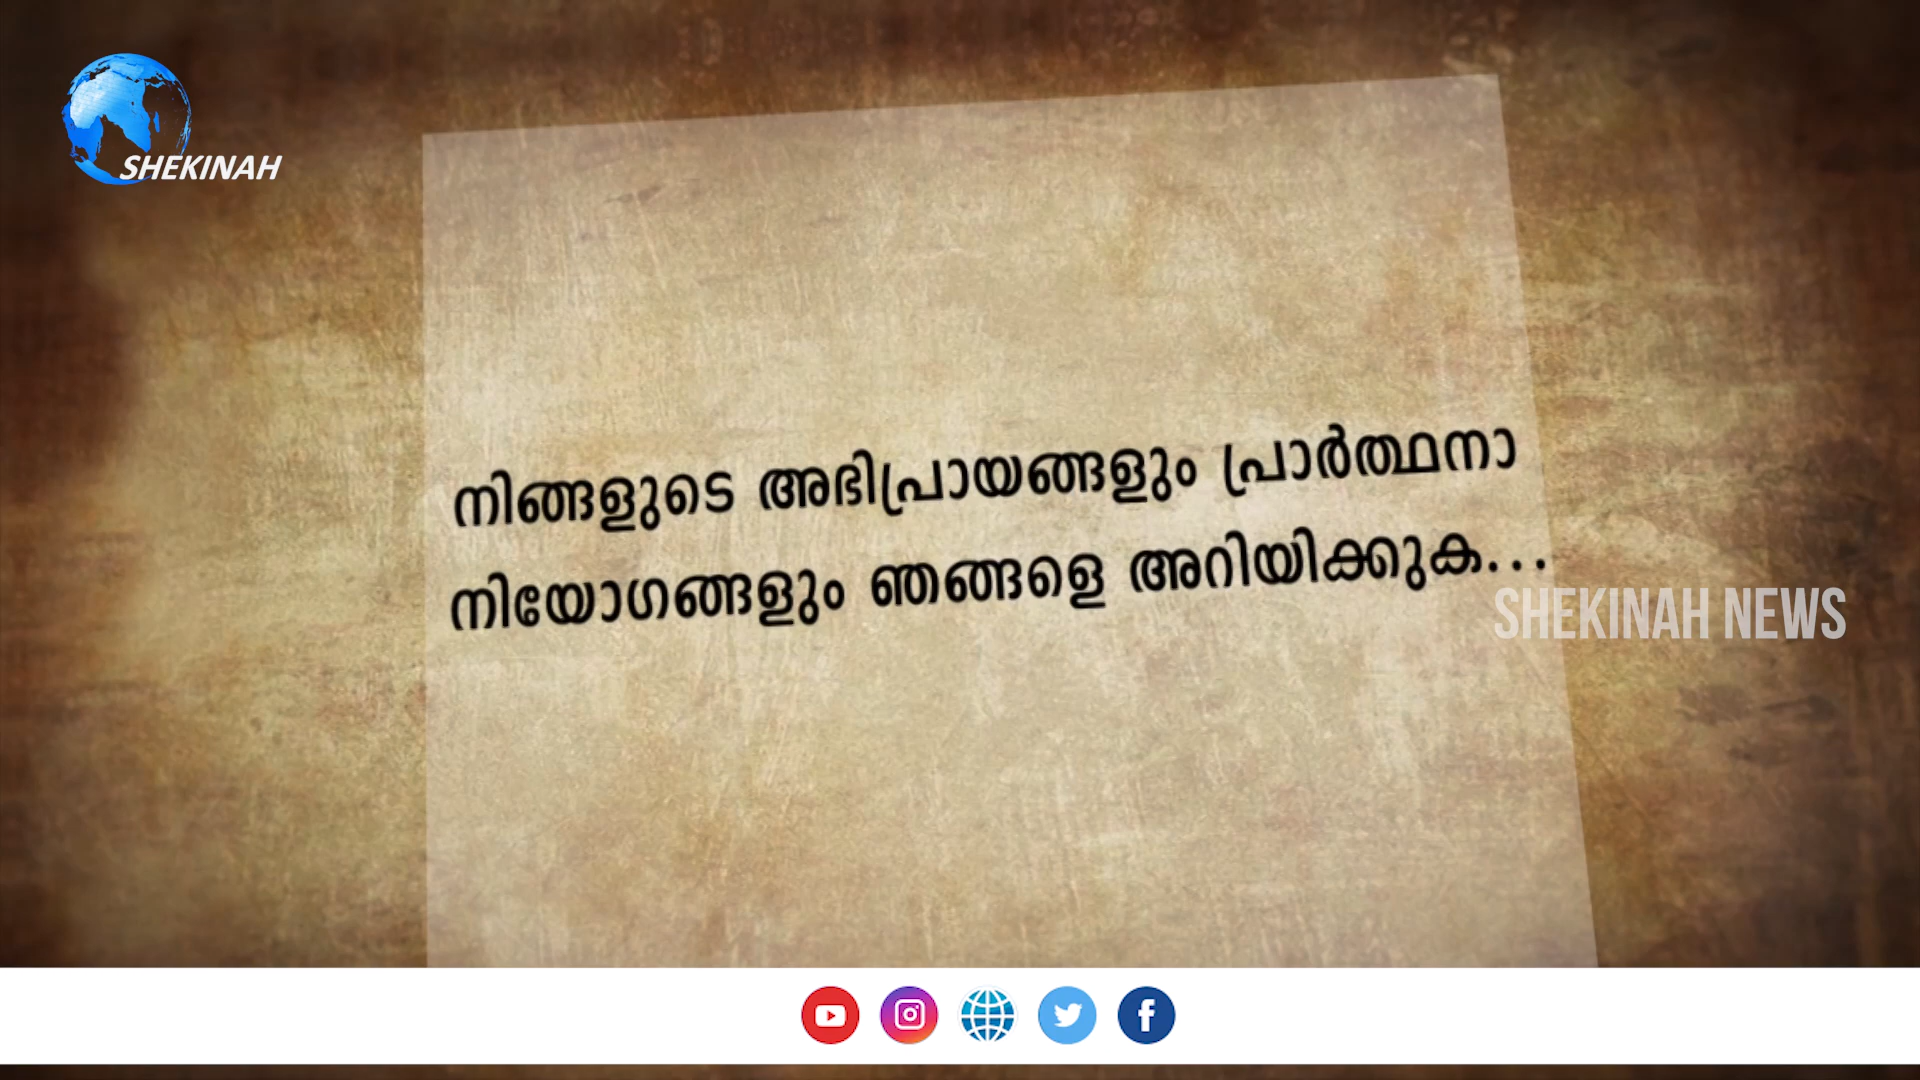 SHEKINAH
നിങ്ങളുടെ അഭിപ്രായങ്ങളും പ്രാർത്ഥനാ
നിയോഗങ്ങളും ഞങ്ങളെ അറിയിക്കുക...
SHEKINAH NEWS